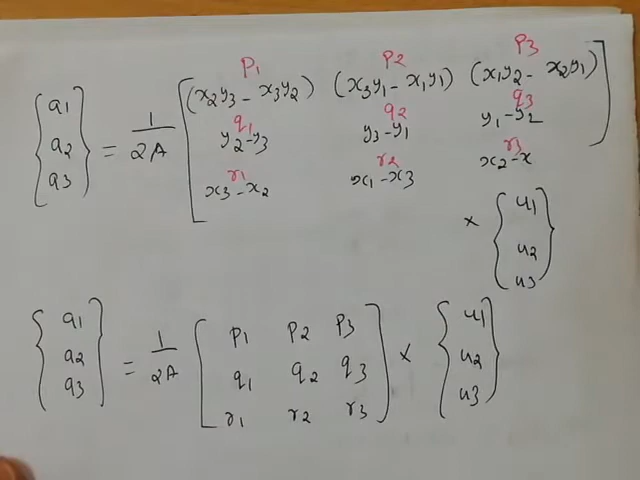 P1 P2 P3
{a1 a2 a3} = 1/2A [(x2y3 - x3y2) (x3y1 - x1y1) (x1y2 - x2y1)
q1 q2 q3
y2-y3 y3-y1 y1-y2
r1 r2 r3
x3-x2 x1-x3 x2-x]
× {u1 u2 u3}
{a1 a2 a3} = 1/2A [P1 P2 P3
q1 q2 q3
r1 r2 r3] × {u1 u2 u3}